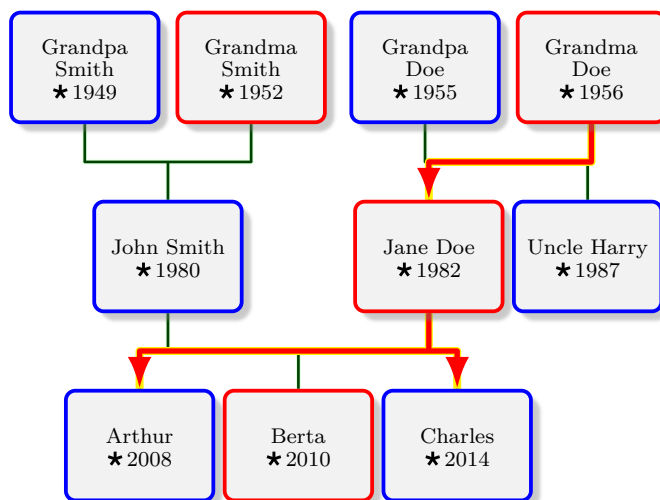 Grandpa
Smith
★ 1949
Grandma
Smith
★ 1952
Grandpa
Doe
★ 1955
Grandma
Doe
★ 1956
John Smith
★ 1980
Jane Doe
★ 1982
Uncle Harry
★ 1987
Arthur
★ 2008
Berta
★ 2010
Charles
★ 2014